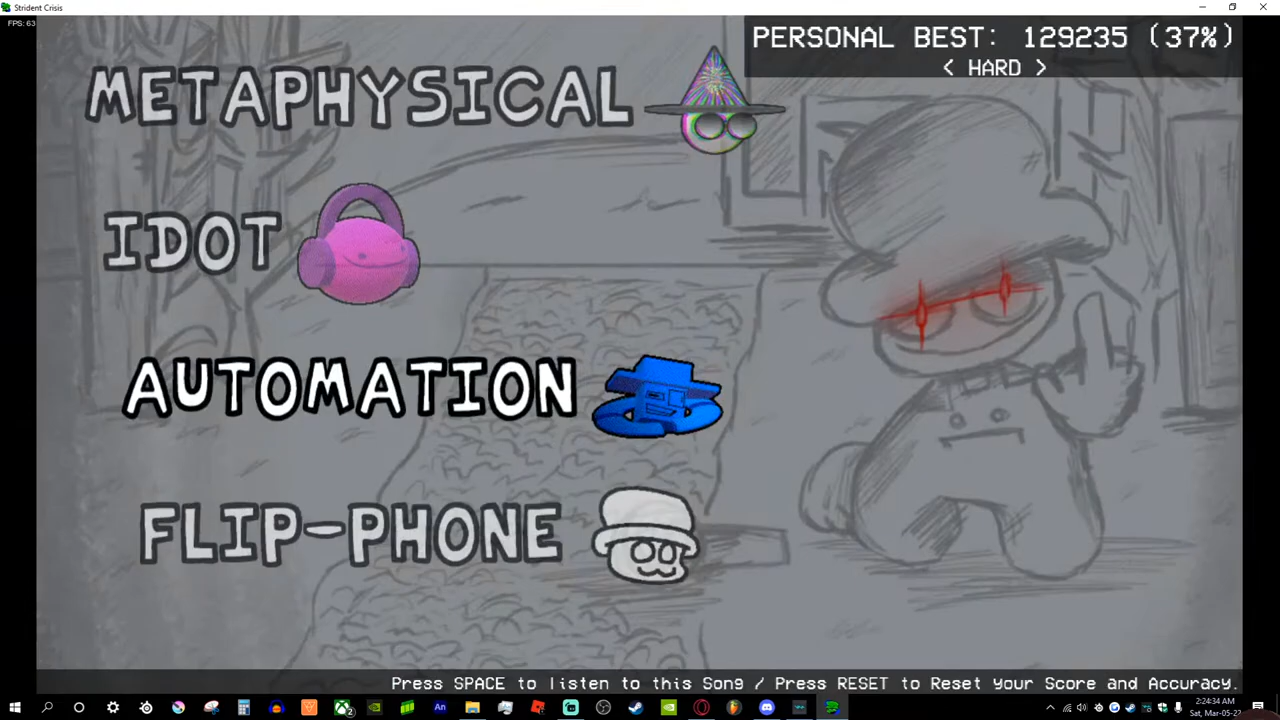 Strident Crisis
FPS: 63
PERSONAL BEST: 129235 (37%)
< HARD >
METAPHYSICAL
IDOT
AUTOMATION
FLIP-PHONE
Press SPACE to listen to this Song / Press RESET to Reset your Score and Accuracy.
2:24:34 AM
Sat, Mar-05-22